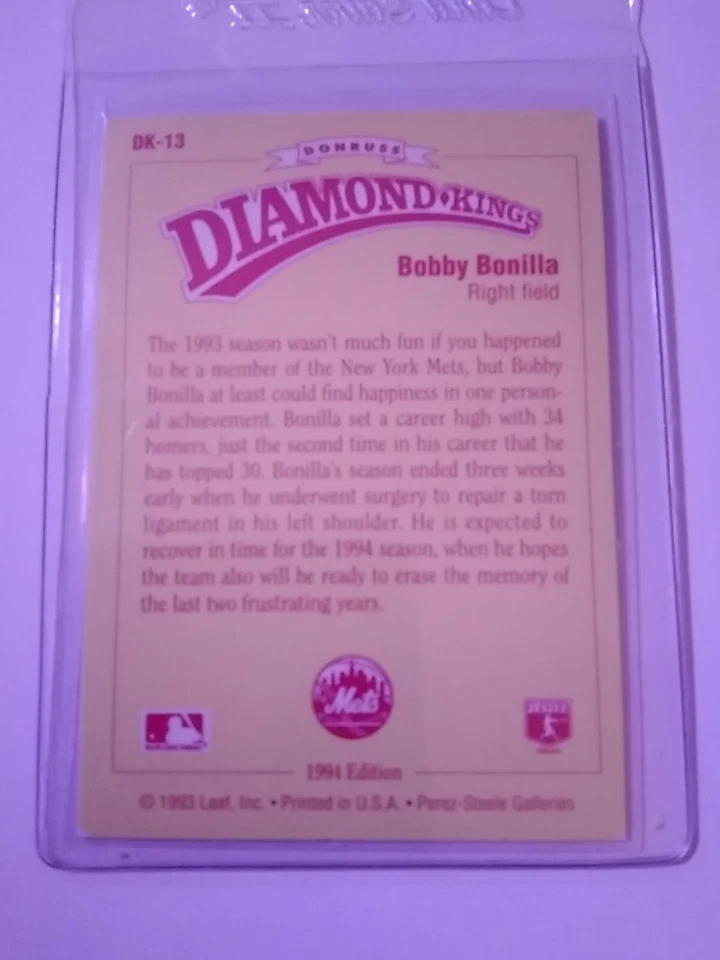 DK-13
DONRUSS
DIAMOND KINGS
Bobby Bonilla
Right field
The 1993 season wasn't much fun if you happened
to be a member of the New York Mets, but Bobby
Bonilla at least could find happiness in one person-
al achievement. Bonilla set a career high with 34
homers, just the second time in his career that he
has topped 30. Bonilla's season ended three weeks
early when he underwent surgery to repair a torn
ligament in his left shoulder. He is expected to
recover in time for the 1994 season, when he hopes
the team also will be ready to erase the memory of
the last two frustrating years.
Mets
1994 Edition
© 1993 Leaf, Inc. • Printed in U.S.A. • Perez-Steele Galleries